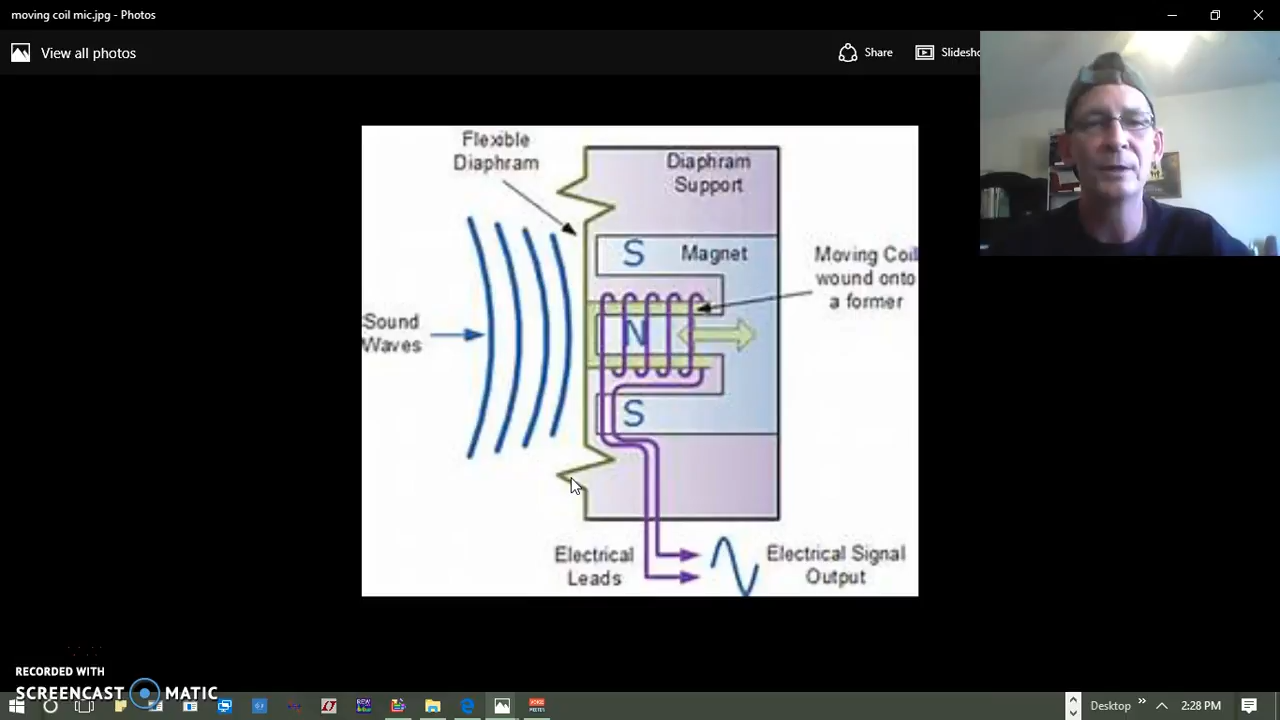 moving coil mic.jpg - Photos
View all photos
Share
Slidesho
Flexible
Diaphram
Diaphram
Support
S
Magnet
Moving Coil
wound onto
a former
Sound
Waves
N
S
Electrical
Leads
Electrical Signal
Output
RECORDED WITH
SCREENCAST MATIC
Desktop
2:28 PM